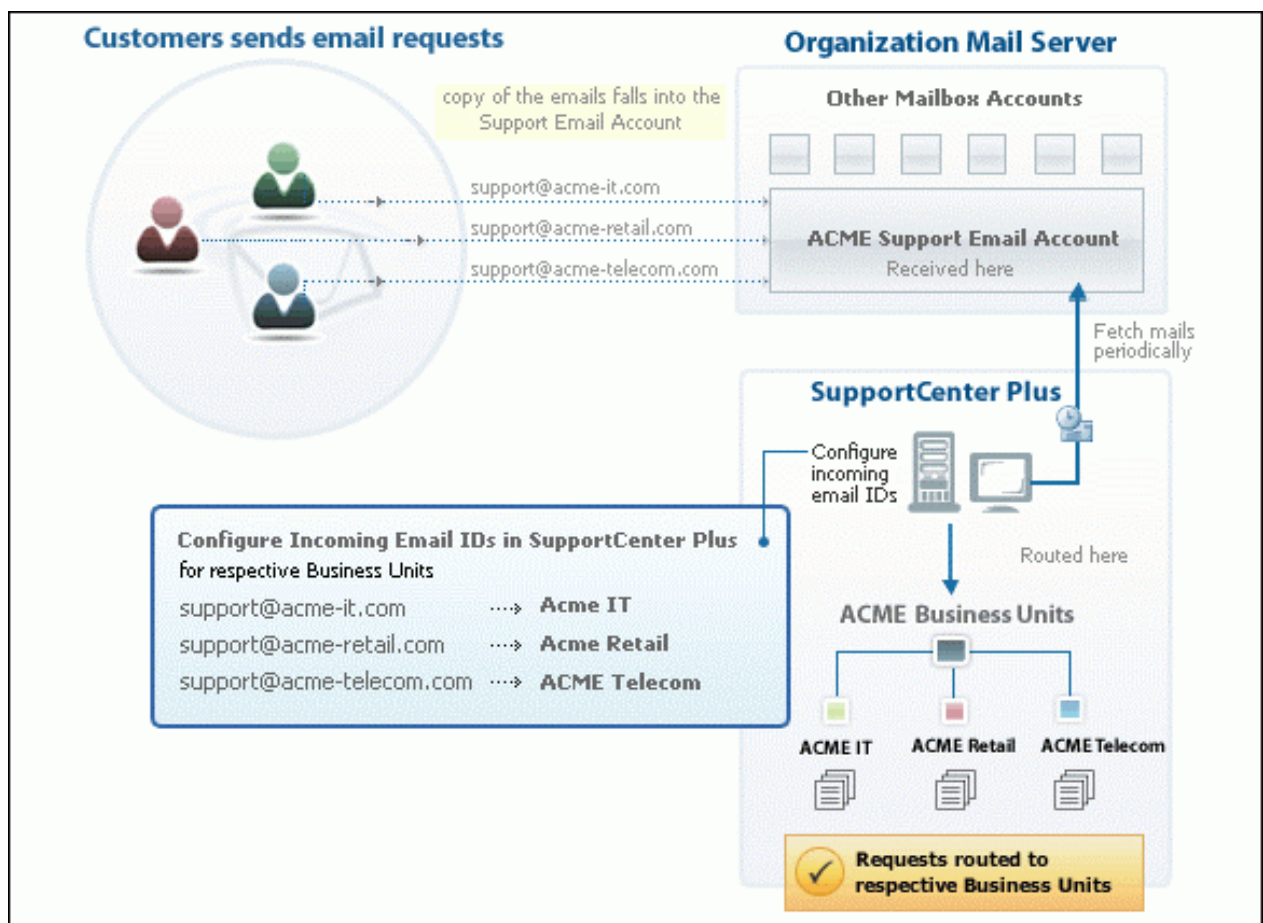 Customers sends email requests
copy of the emails falls into the
Support Email Account
support@acme-it.com
support@acme-retail.com
support@acme-telecom.com
Organization Mail Server
Other Mailbox Accounts
ACME Support Email Account
Received here
Fetch mails
periodically
SupportCenter Plus
Configure
incoming
email IDs
Configure Incoming Email IDs in SupportCenter Plus
for respective Business Units
support@acme-it.com Acme IT
support@acme-retail.com Acme Retail
support@acme-telecom.com ACME Telecom
Routed here
ACME Business Units
ACME IT ACME Retail ACME Telecom
Requests routed to
respective Business Units